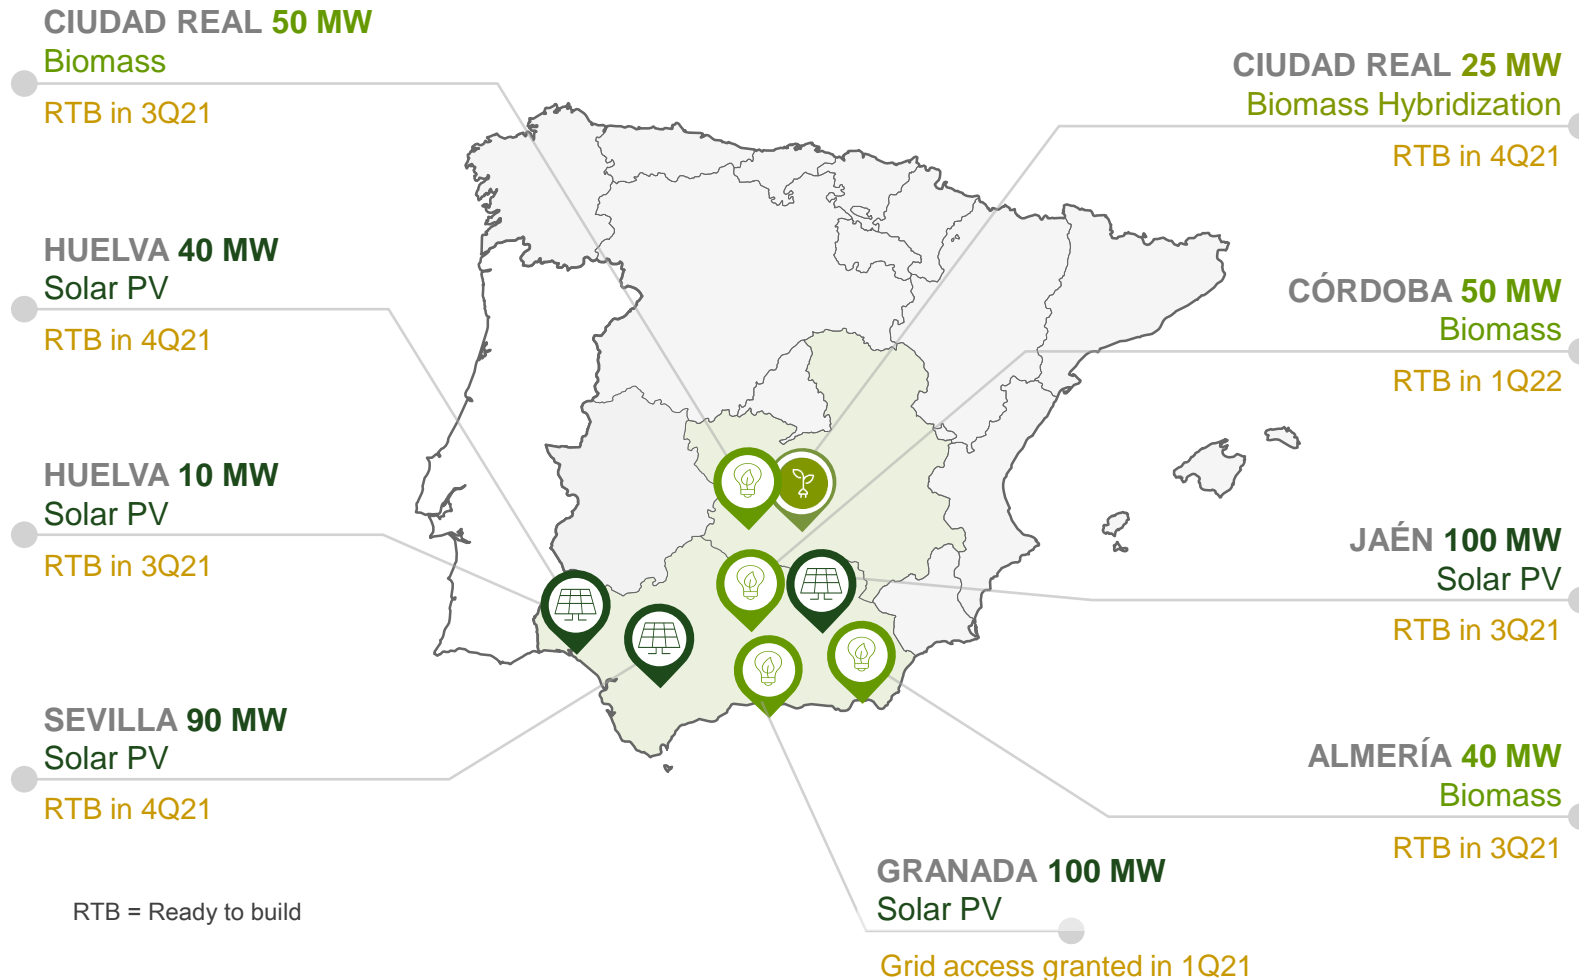 CIUDAD REAL 50 MW
Biomass
RTB in 3Q21
HUELVA 40 MW
Solar PV
RTB in 4Q21
HUELVA 10 MW
Solar PV
RTB in 3Q21
SEVILLA 90 MW
Solar PV
RTB in 4Q21
RTB = Ready to build
CIUDAD REAL 25 MW
Biomass Hybridization
RTB in 4Q21
CÓRDOBA 50 MW
Biomass
RTB in 1Q22
JAÉN 100 MW
Solar PV
RTB in 3Q21
ALMERÍA 40 MW
Biomass
RTB in 3Q21
GRANADA 100 MW
Solar PV
Grid access granted in 1Q21